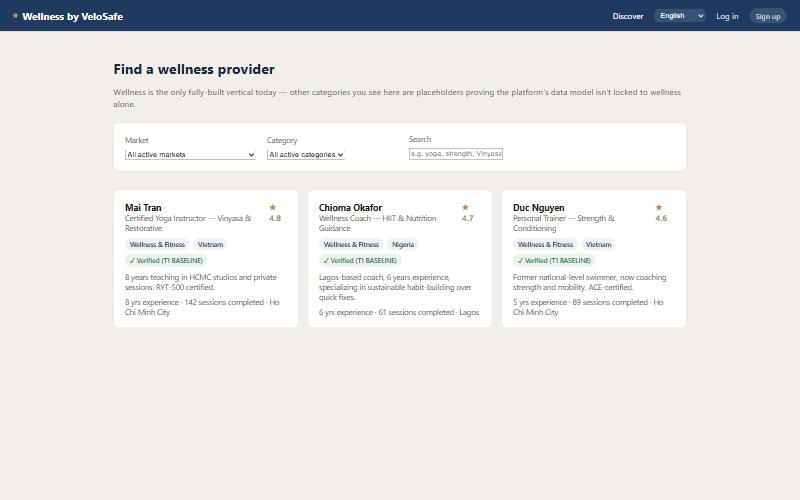 Wellness by VeloSafe
Discover
English
Log in
Sign up
Find a wellness provider
Wellness is the only fully-built vertical today — other categories you see here are placeholders proving the platform's data model isn't locked to wellness
alone.
Market
Category
Search
All active markets
All active categories
e.g. yoga, strength, Vinyasa
Mai Tran
★
Certified Yoga Instructor — Vinyasa &
4.8
Restorative
Wellness & Fitness
Vietnam
✓ Verified (T1 BASELINE)
8 years teaching in HCMC studios and private
sessions. RYT-500 certified.
8 yrs experience · 142 sessions completed · Ho
Chi Minh City
Chioma Okafor
★
Wellness Coach — HIIT & Nutrition
4.7
Guidance
Wellness & Fitness
Nigeria
✓ Verified (T1 BASELINE)
Lagos-based coach, 6 years experience,
specializing in sustainable habit-building over
quick fixes.
6 yrs experience · 61 sessions completed · Lagos
Duc Nguyen
★
Personal Trainer — Strength &
4.6
Conditioning
Wellness & Fitness
Vietnam
✓ Verified (T1 BASELINE)
Former national-level swimmer, now coaching
strength and mobility. ACE-certified.
5 yrs experience · 89 sessions completed · Ho
Chi Minh City